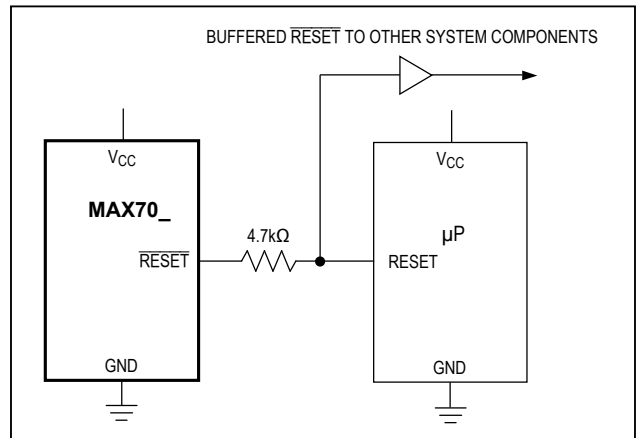 BUFFERED RESET TO OTHER SYSTEM COMPONENTS
VCC
MAX70_
RESET
GND
4.7kΩ
VCC
µP
RESET
GND